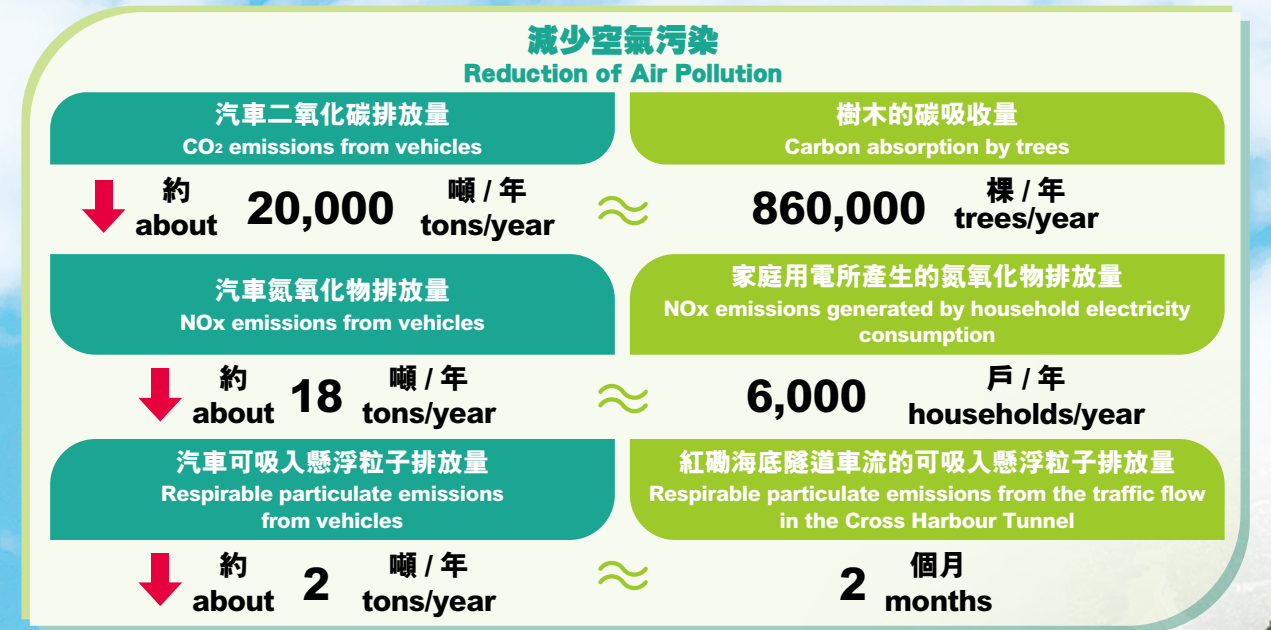 減少空氣污染
Reduction of Air Pollution
汽車二氧化碳排放量
CO2 emissions from vehicles
樹木的碳吸收量
Carbon absorption by trees
約
about
20,000
噸 / 年
tons/year
≈
860,000
棵 / 年
trees/year
汽車氮氧化物排放量
NOx emissions from vehicles
家庭用電所產生的氮氧化物排放量
NOx emissions generated by household electricity
consumption
約
about
18
噸 / 年
tons/year
≈
6,000
戶 / 年
households/year
汽車可吸入懸浮粒子排放量
Respirable particulate emissions
from vehicles
紅磡海底隧道車流的可吸入懸浮粒子排放量
Respirable particulate emissions from the traffic flow
in the Cross Harbour Tunnel
約
about
2
噸 / 年
tons/year
≈
2
個月
months